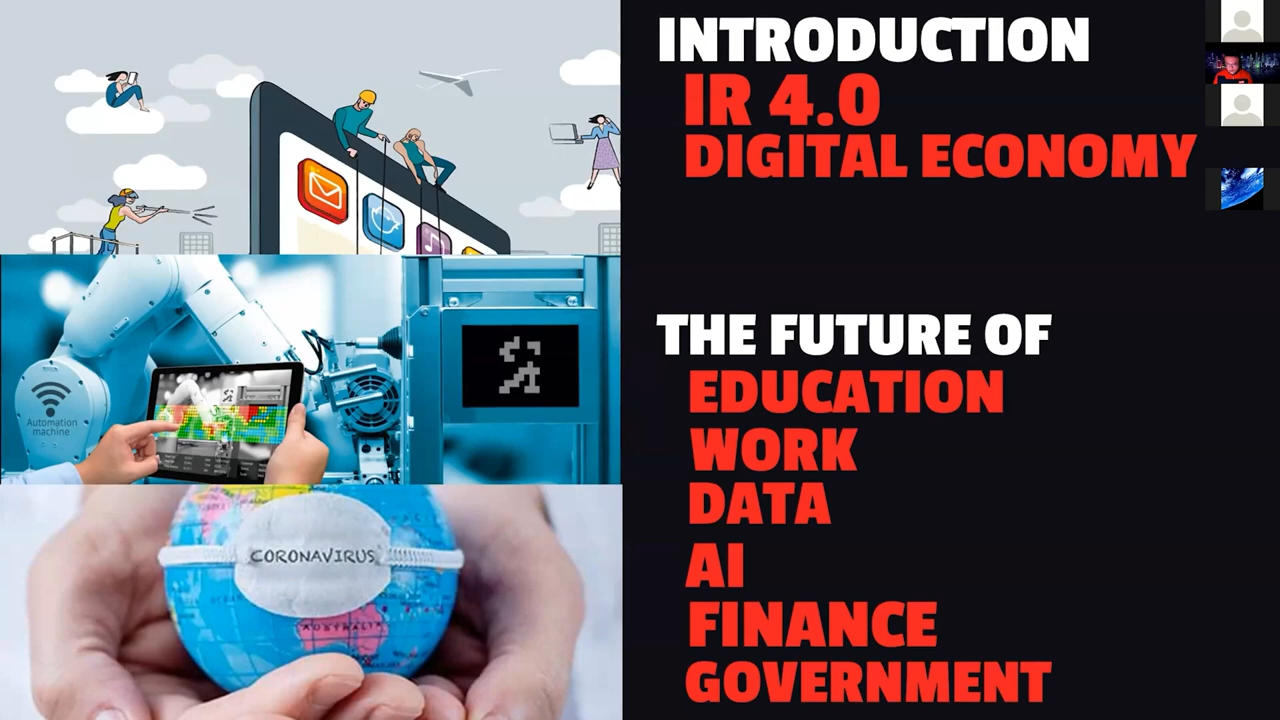 INTRODUCTION
IR 4.0
DIGITAL ECONOMY
THE FUTURE OF
EDUCATION
WORK
DATA
AI
FINANCE
GOVERNMENT
Automation
machine
CORONAVIRUS
AUSTRALIA